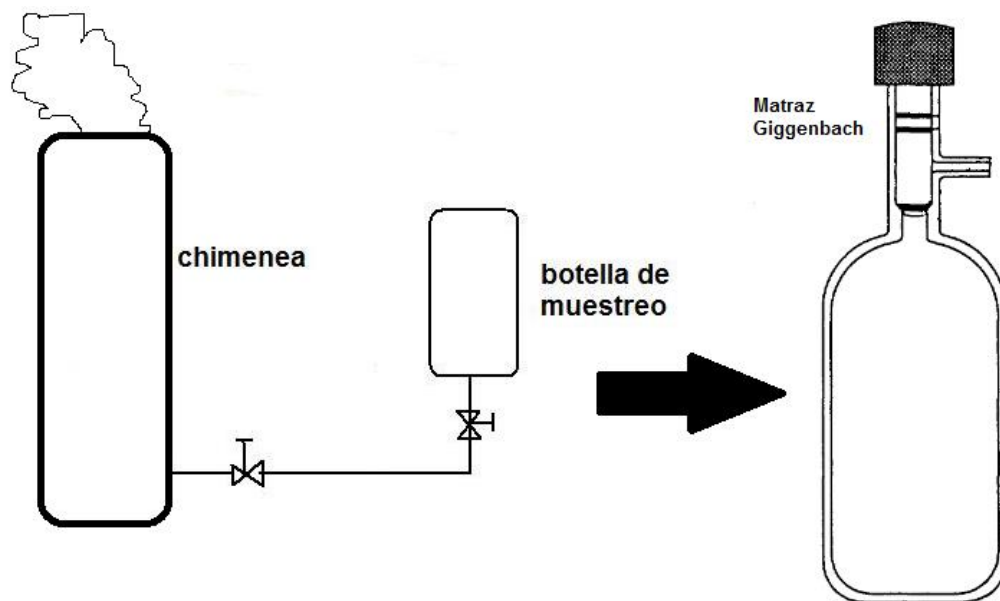 Matraz
Giggenbach
chimenea
botella de
muestreo